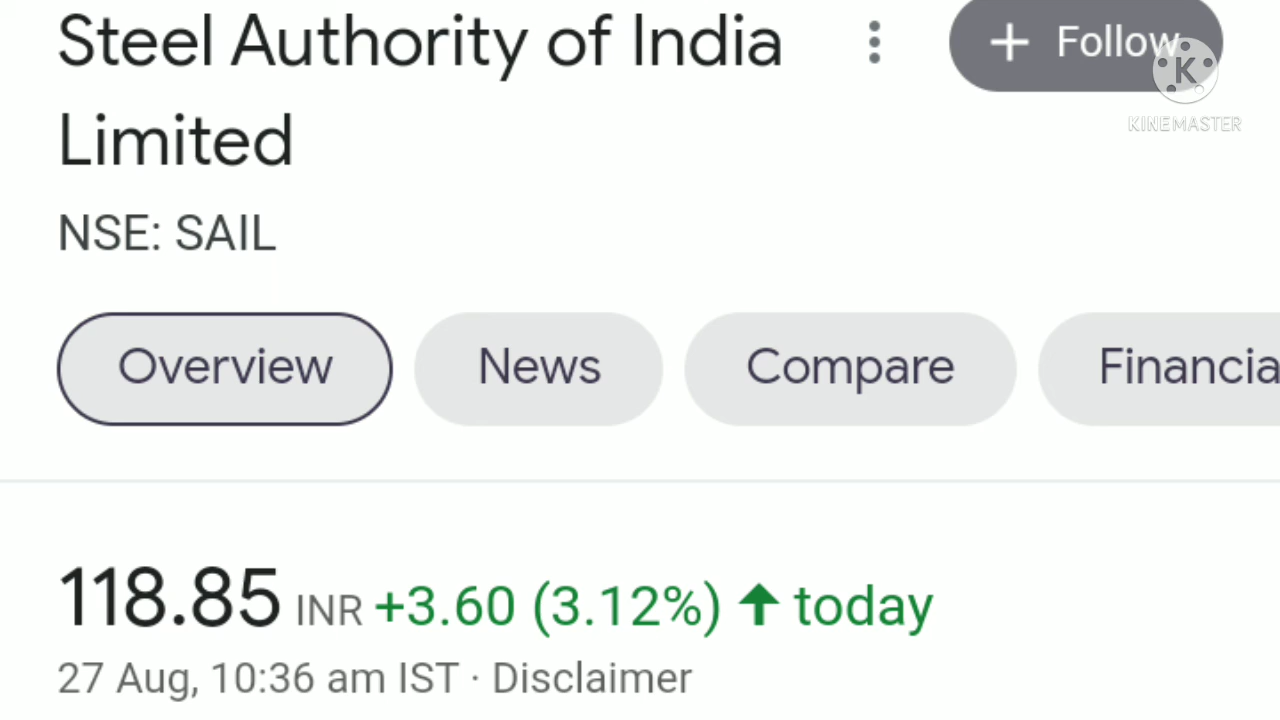 Steel Authority of India
Limited
+ Follow
K
KINEMASTER
NSE: SAIL
Overview News Compare Financia
118.85 INR +3.60 (3.12%) ↑ today
27 Aug, 10:36 am IST · Disclaimer